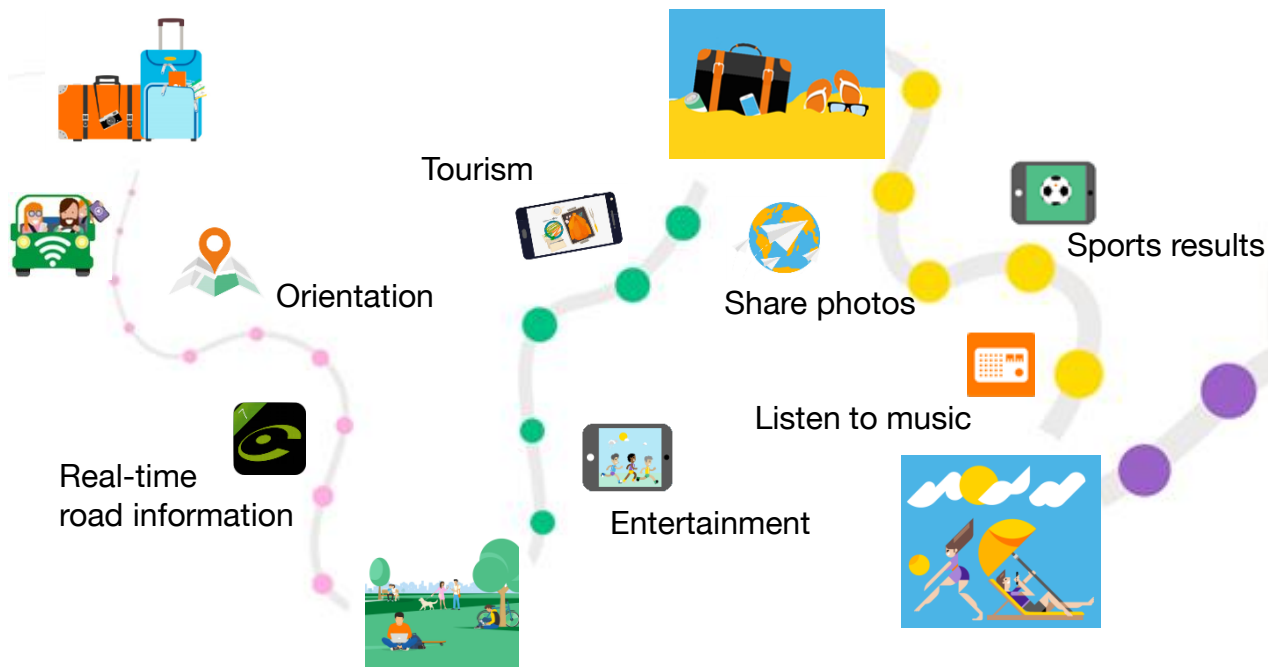 Tourism
Orientation
Share photos
Sports results
Listen to music
Real-time
road information
Entertainment